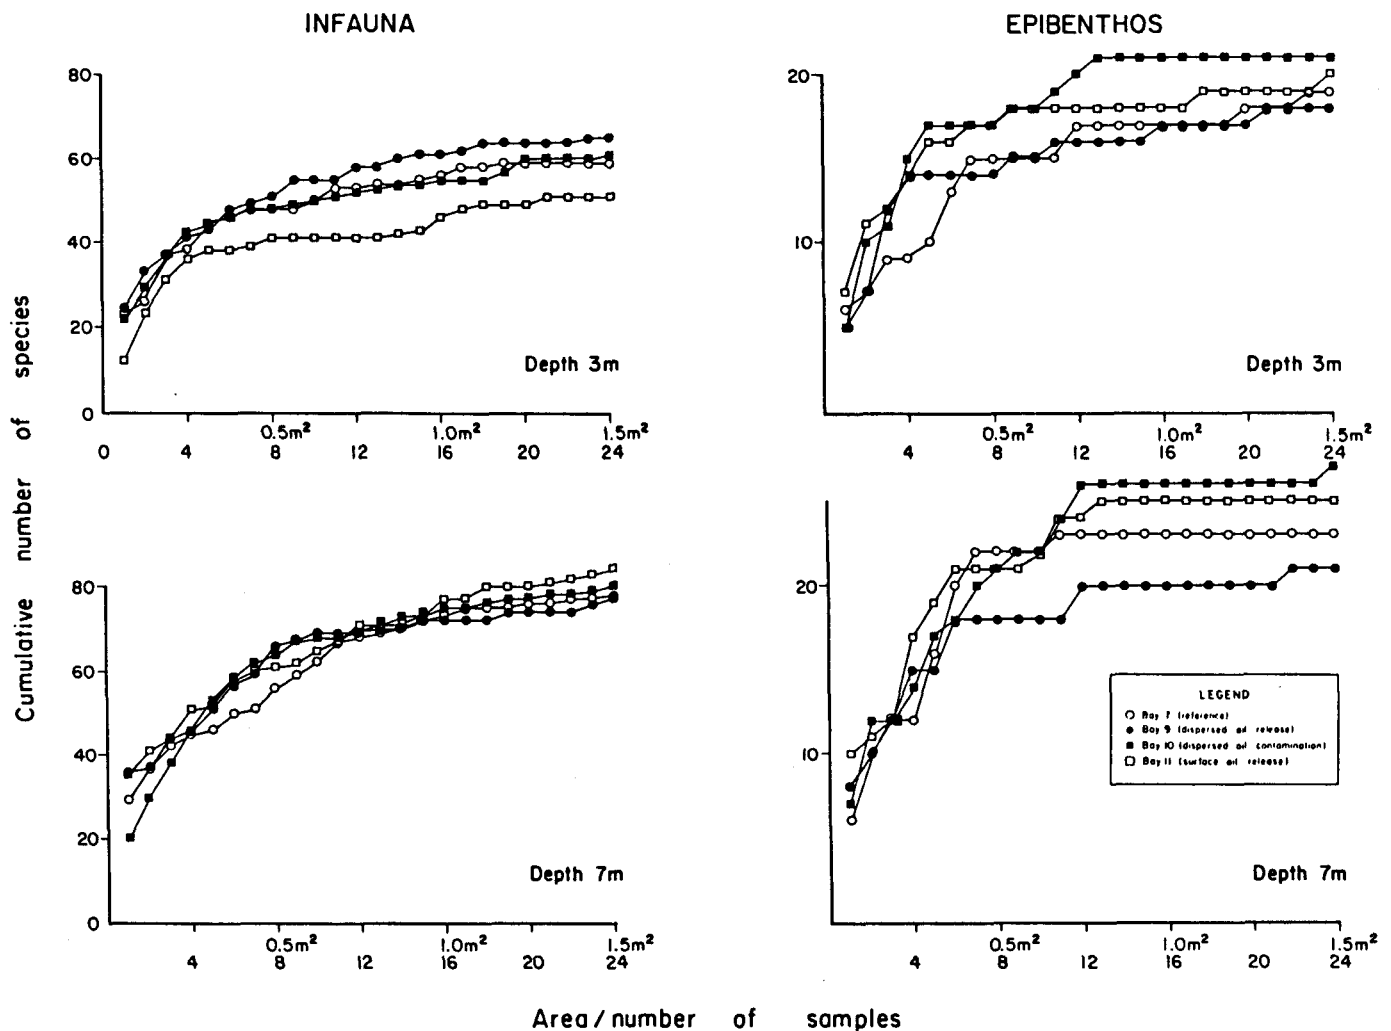 INFAUNA
EPIBENTHOS
Cumulative number of species
80
60
40
20
0
Depth 3m
0.5m² 1.0m² 1.5m²
0 4 8 12 16 20 24
20
10
Depth 3m
0.5m² 1.0m² 1.5m²
4 8 12 16 20 24
80
60
40
20
0
Depth 7m
0.5m² 1.0m² 1.5m²
4 8 12 16 20 24
20
10
LEGEND
Bay 7 (reference)
Bay 9 (dispersed oil release)
Bay 10 (dispersed oil contamination)
Bay 11 (surface oil release)
Depth 7m
0.5m² 1.0m² 1.5m²
4 8 12 16 20 24
Area / number of samples